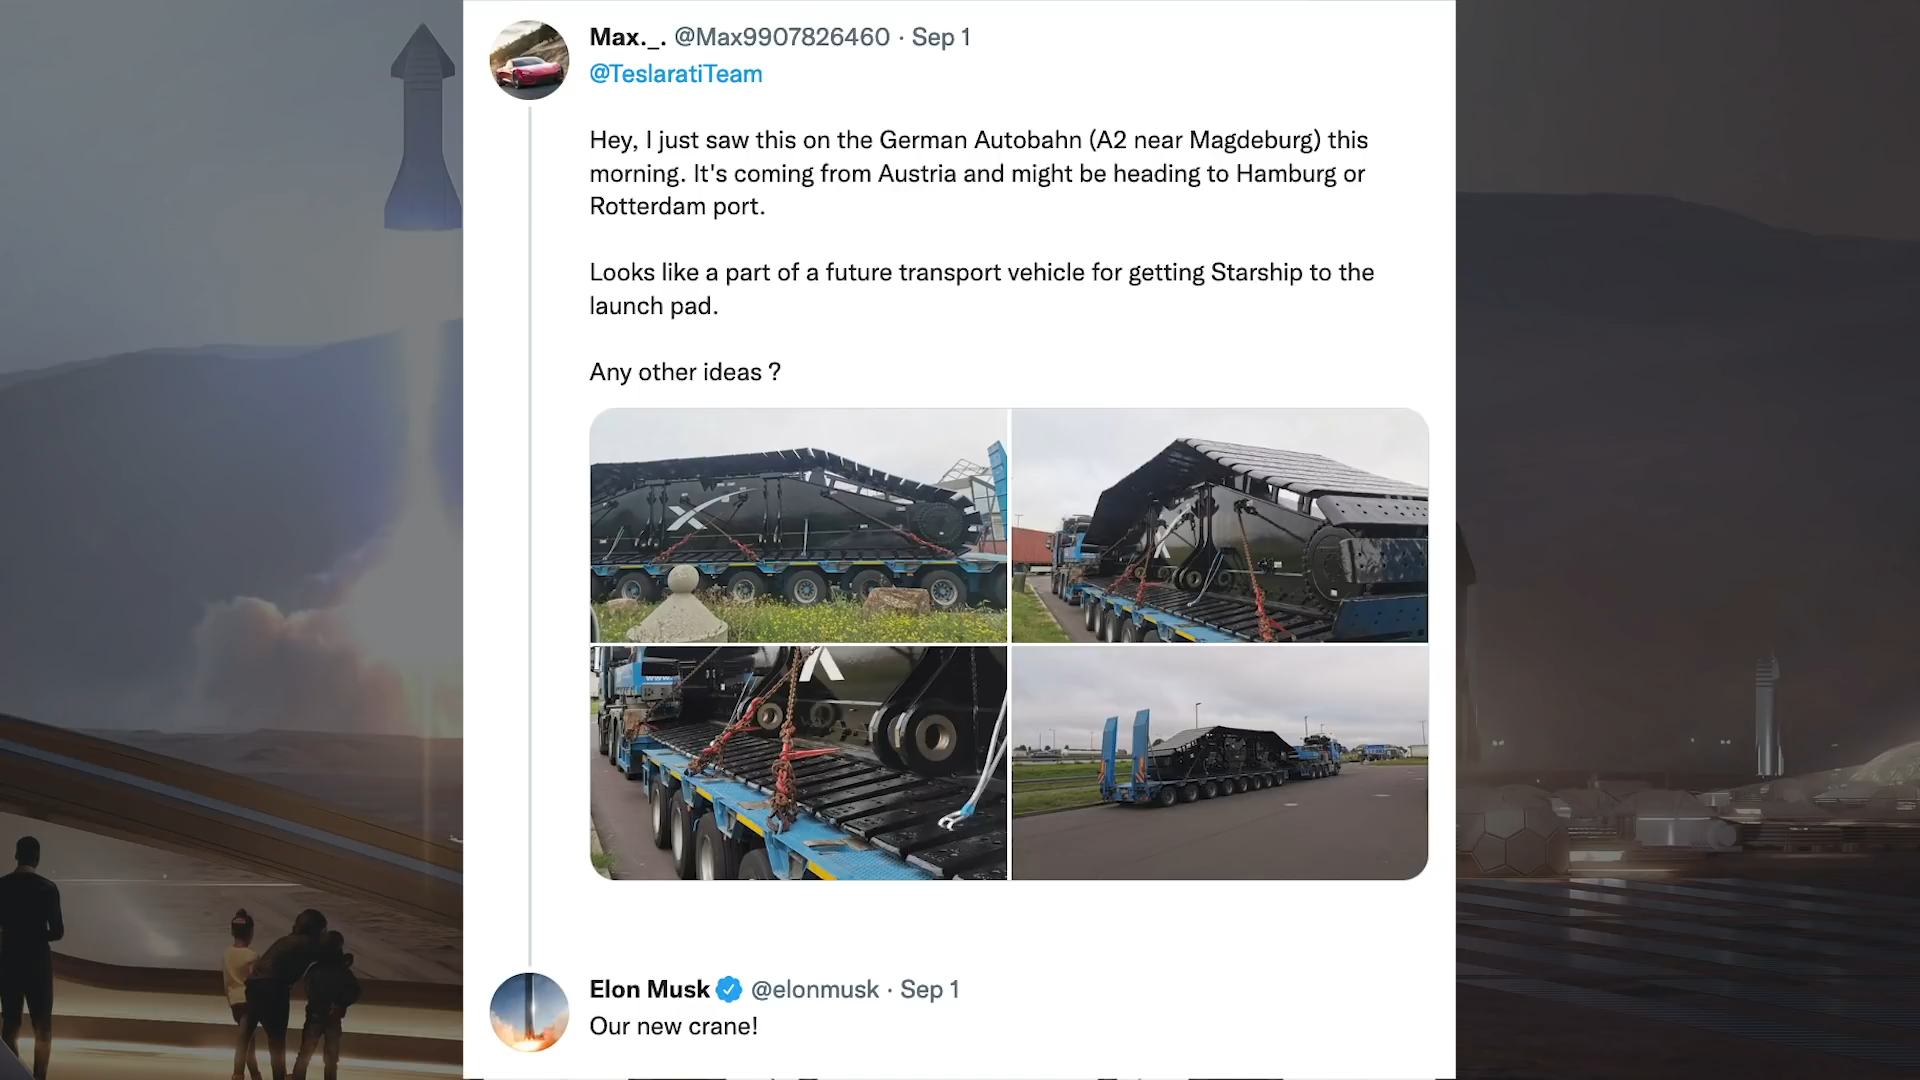 Max._. @Max9907826460 · Sep 1
@TeslaratiTeam
Hey, I just saw this on the German Autobahn (A2 near Magdeburg) this
morning. It's coming from Austria and might be heading to Hamburg or
Rotterdam port.
Looks like a part of a future transport vehicle for getting Starship to the
launch pad.
Any other ideas ?
X
www.
Elon Musk @elonmusk · Sep 1
Our new crane!